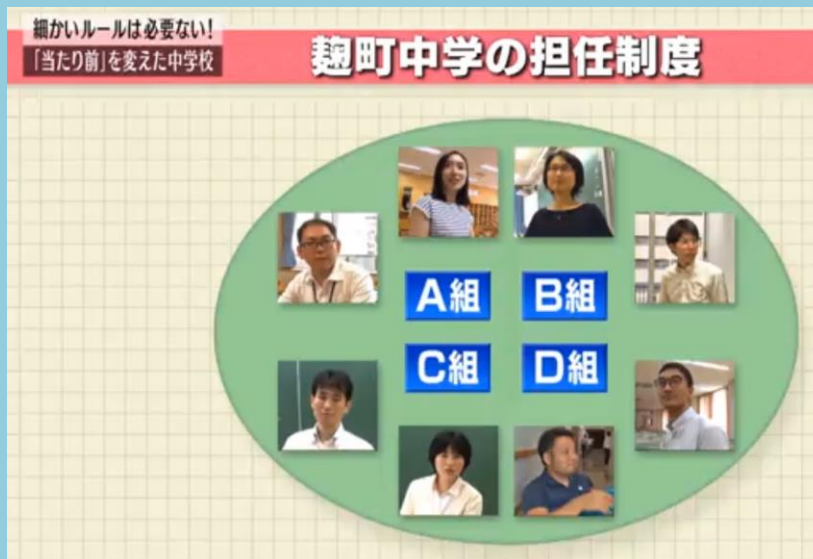 細かいルールは必要ない!
「当たり前」を変えた中学校
麹町中学の担任制度
A組
B組
C組
D組